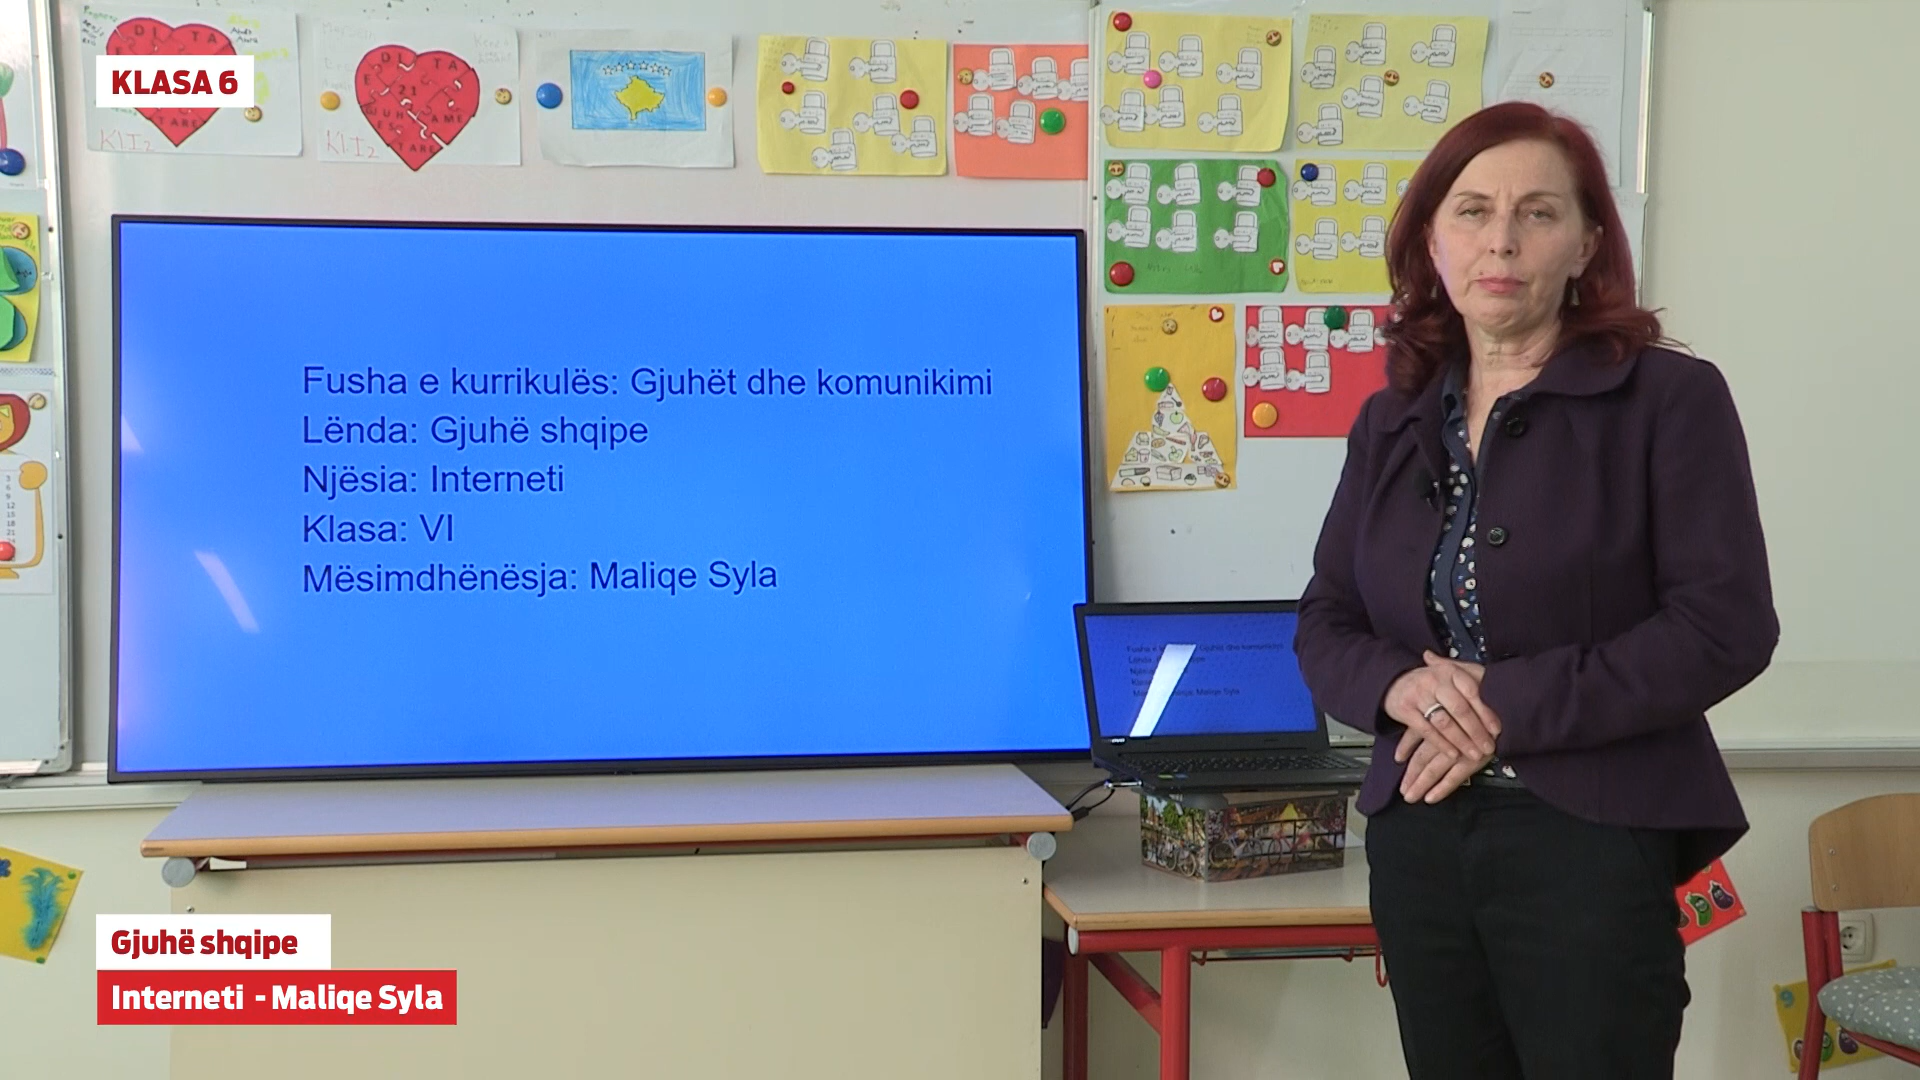 KLASA 6
Fusha e kurrikulës: Gjuhët dhe komunikimi
Lënda: Gjuhë shqipe
Njësia: Interneti
Klasa: VI
Mësimdhënësja: Maliqe Syla
Gjuhë shqipe
Interneti - Maliqe Syla